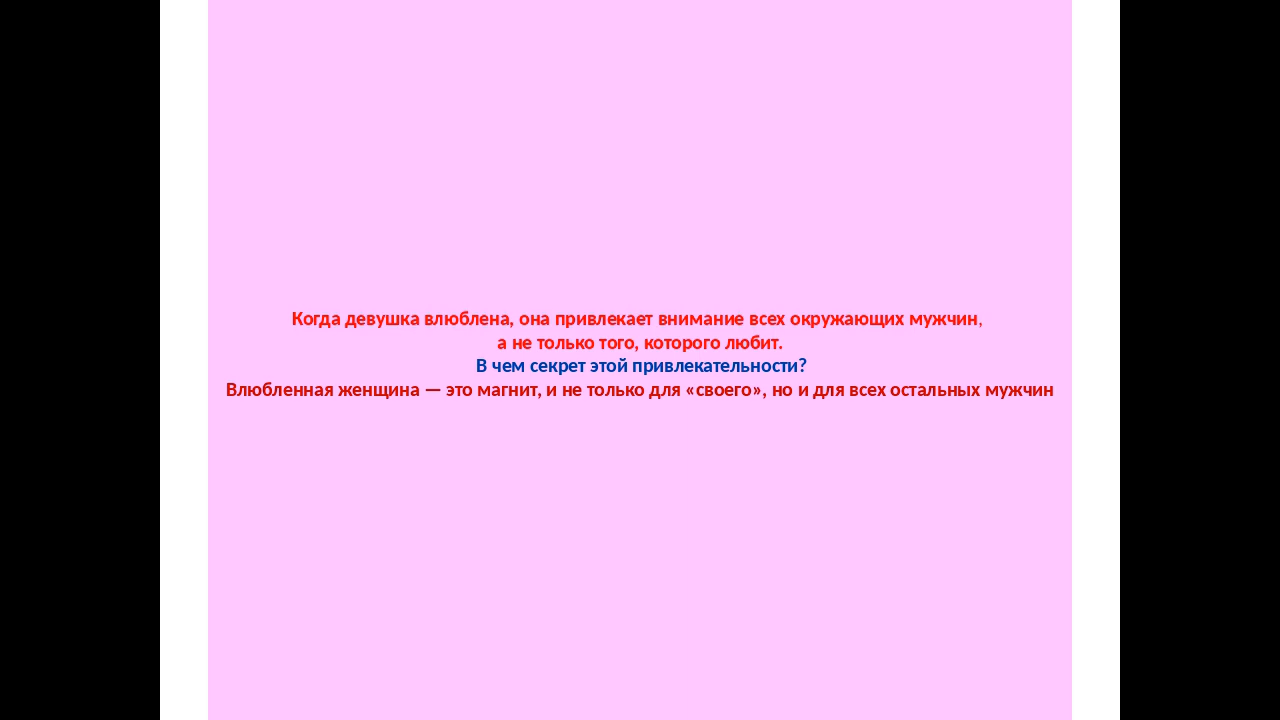 Когда девушка влюблена, она привлекает внимание всех окружающих мужчин,
а не только того, которого любит.
В чем секрет этой привлекательности?
Влюбленная женщина — это магнит, и не только для «своего», но и для всех остальных мужчин